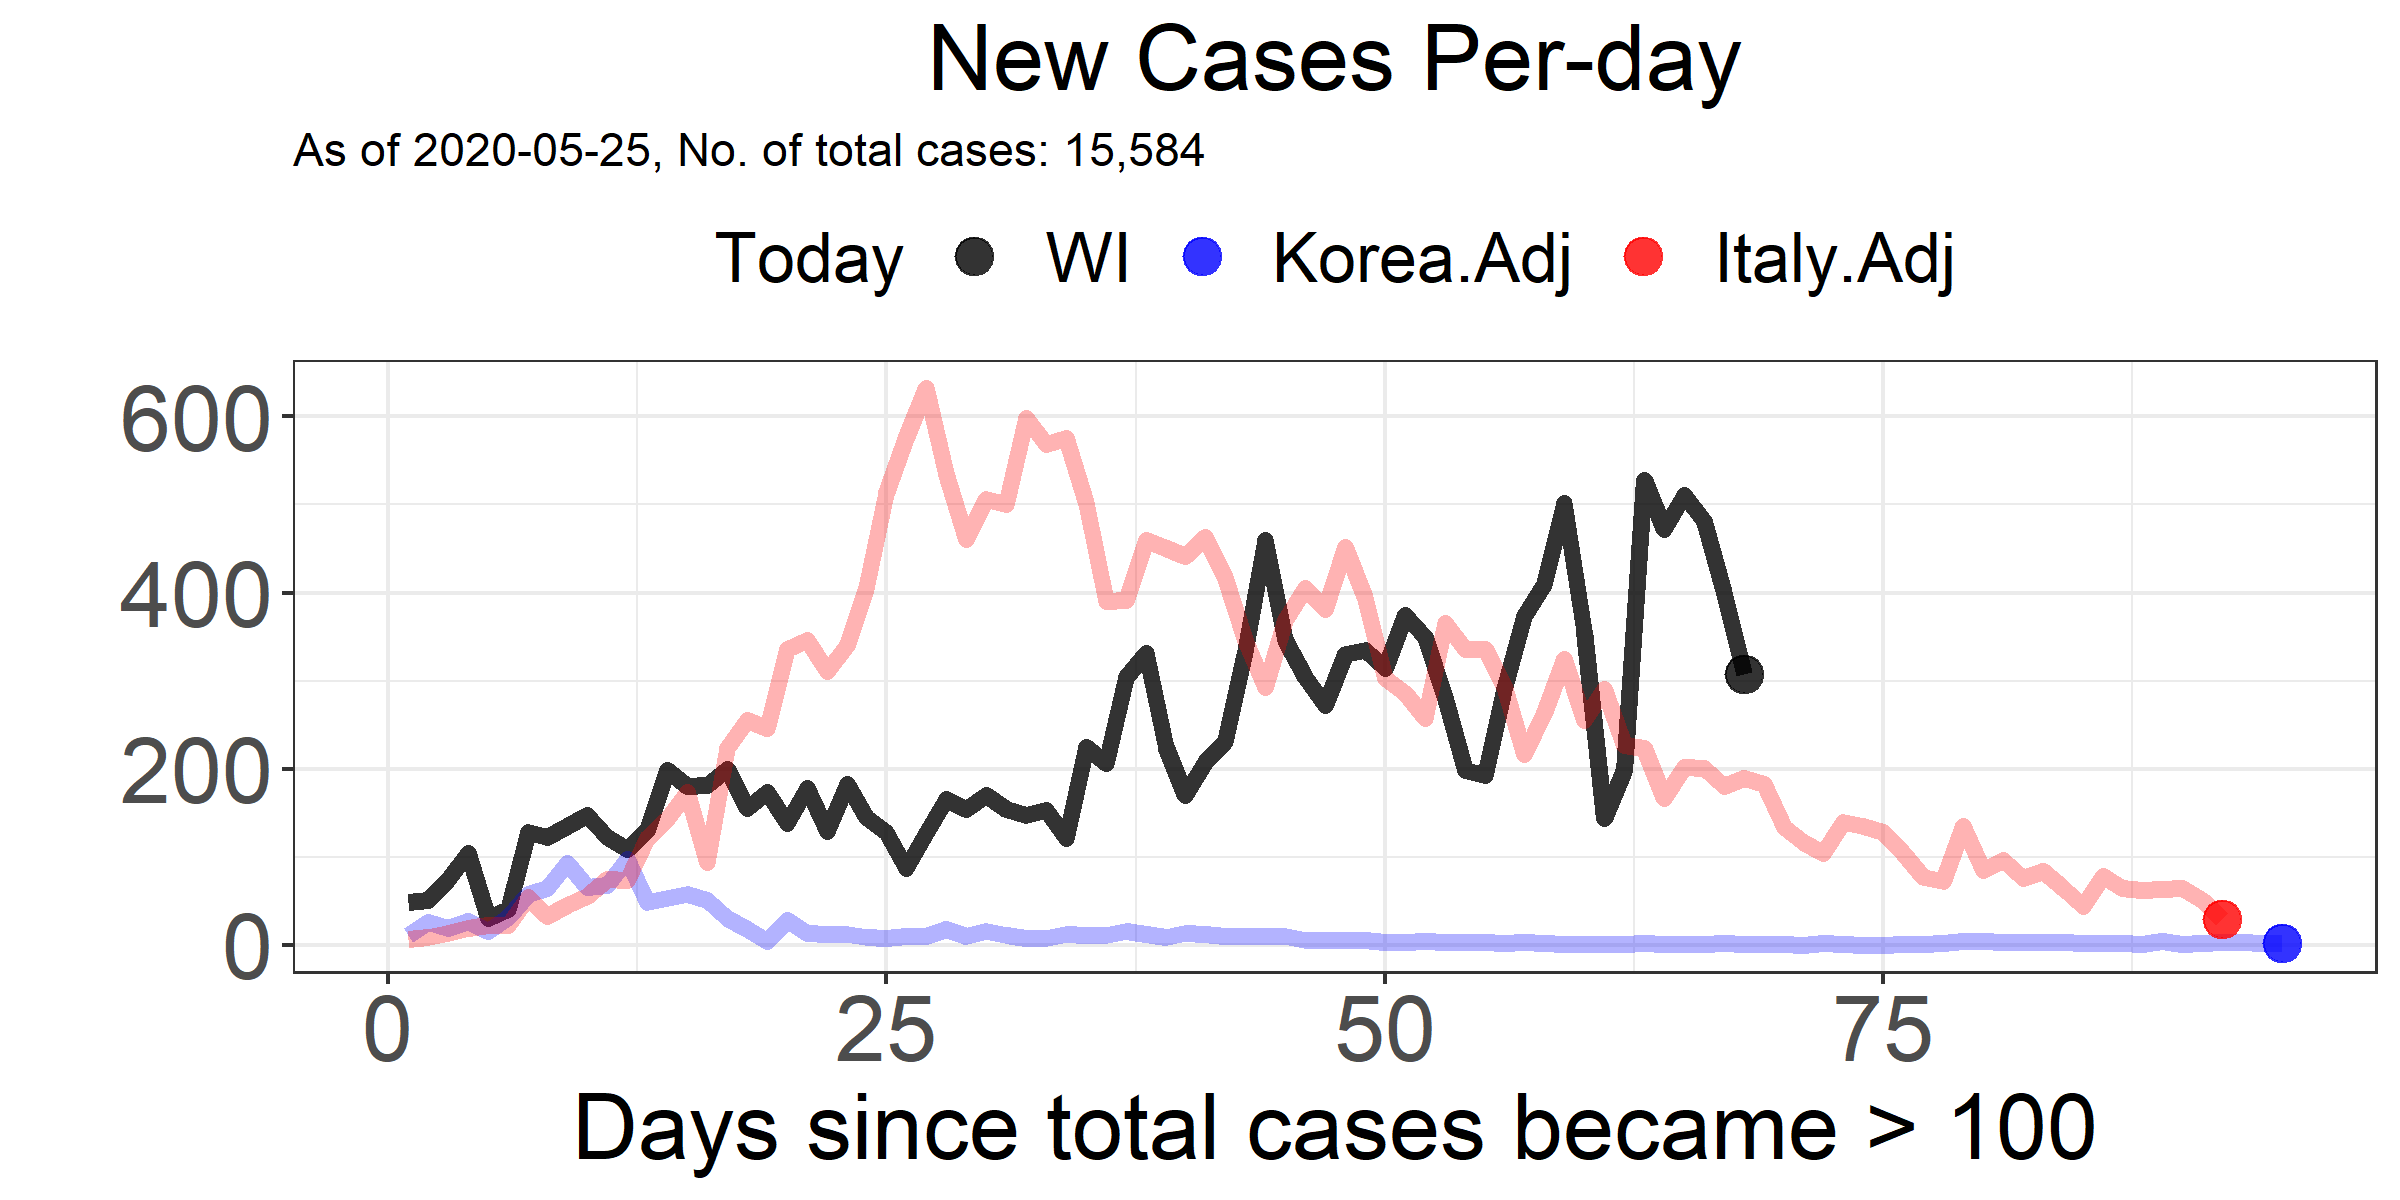 New Cases Per-day
As of 2020-05-25, No. of total cases: 15,584
Today WI Korea.Adj Italy.Adj
600
400
200
0
0 25 50 75
Days since total cases became > 100